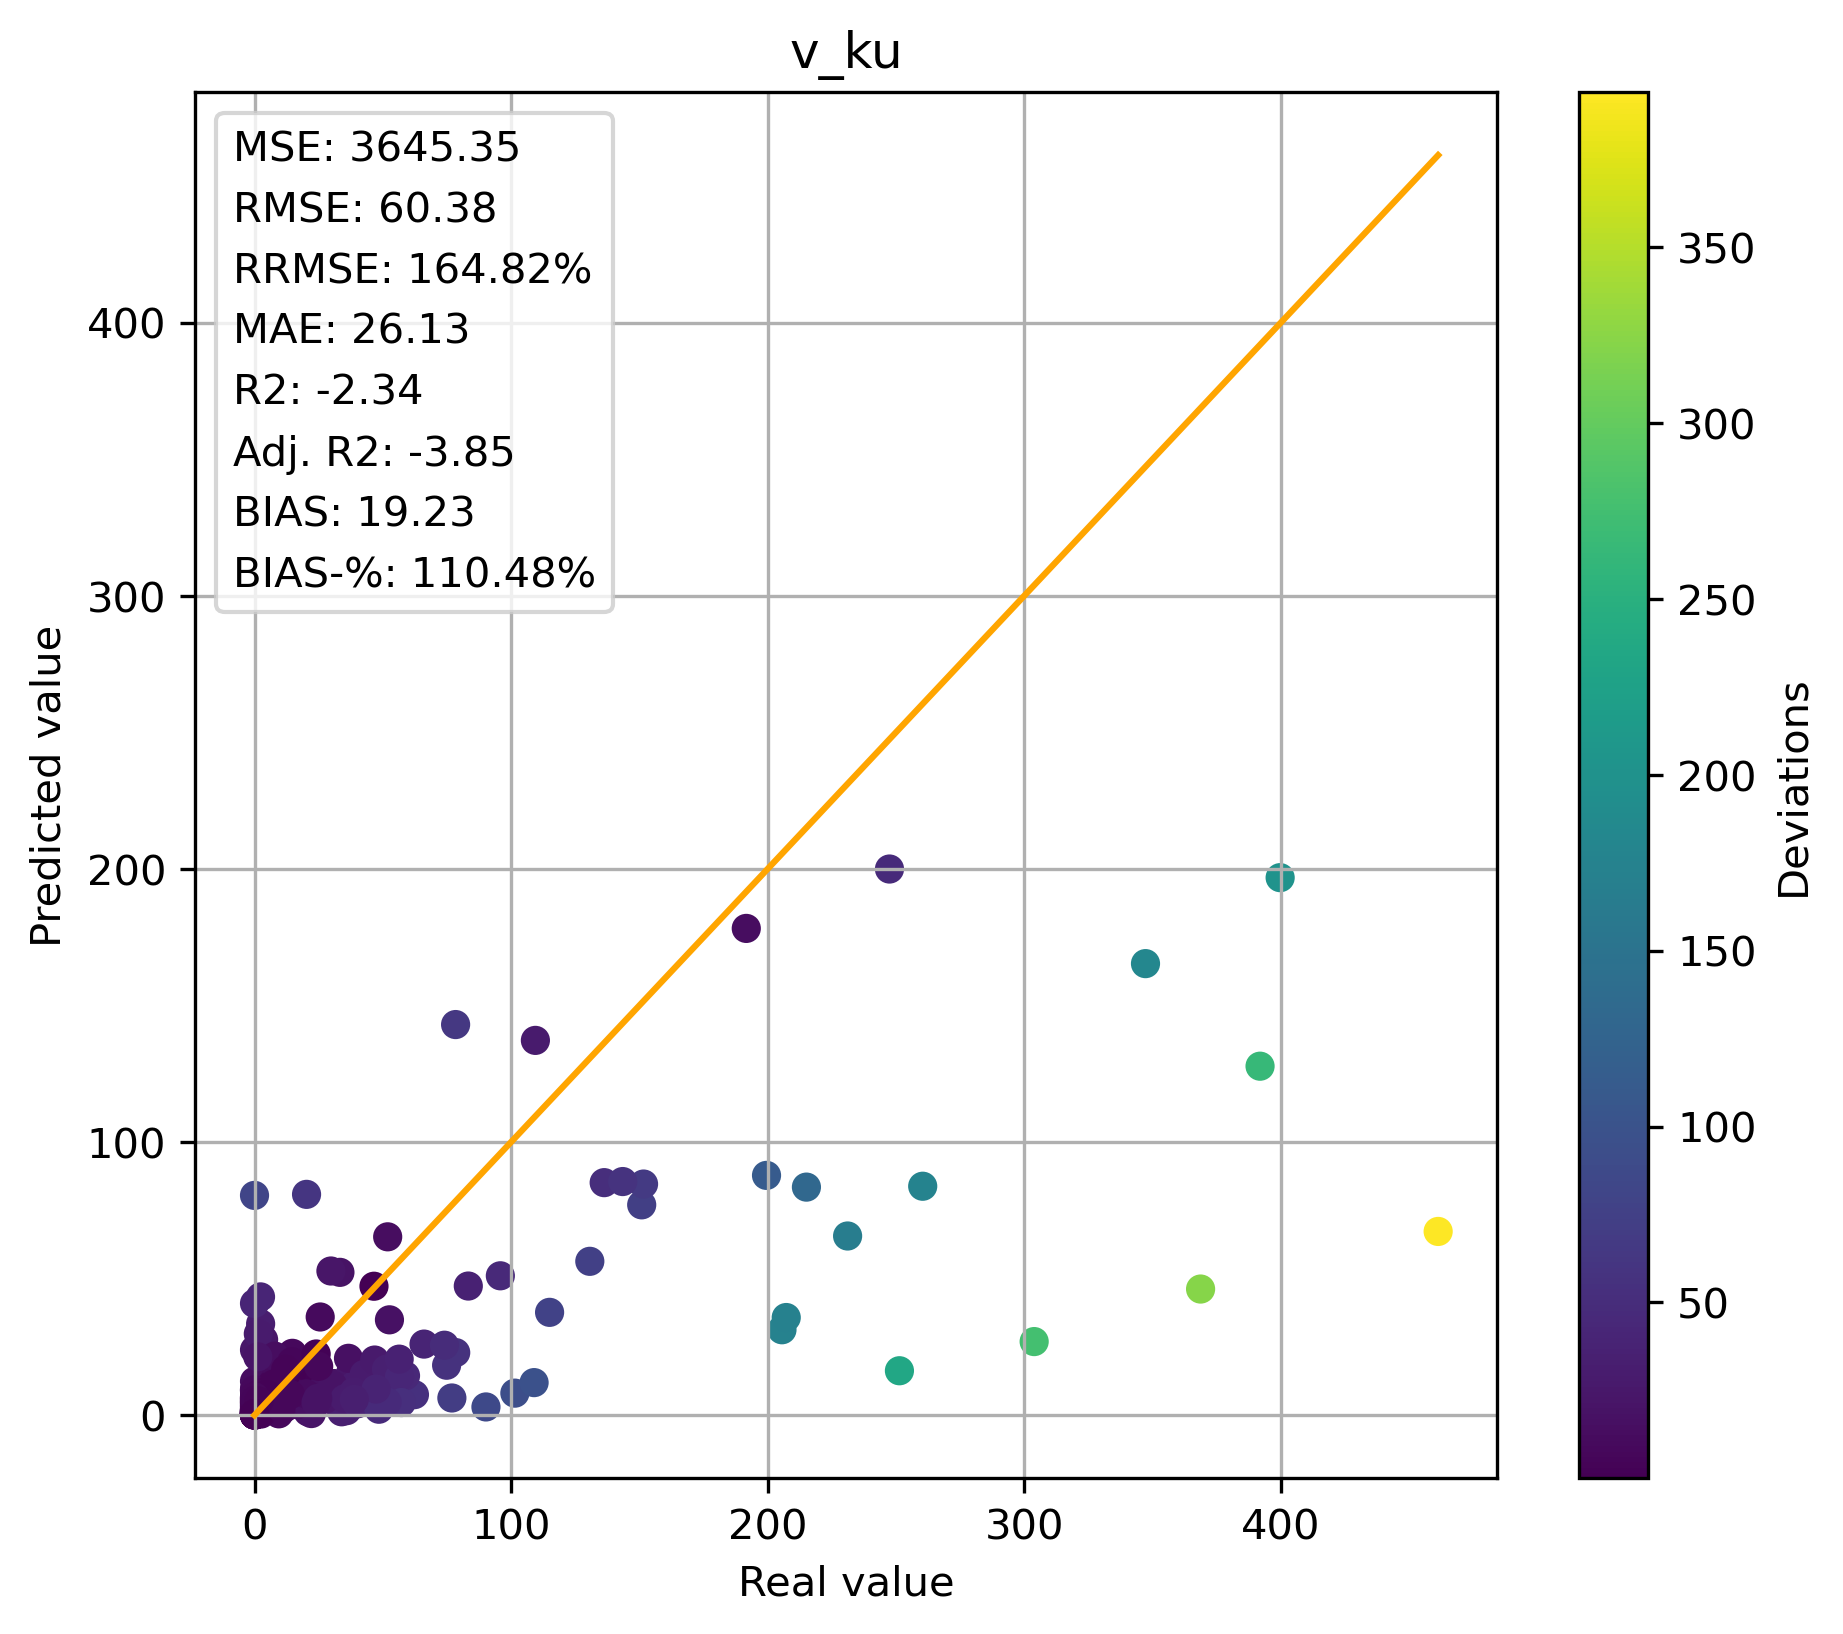 v_ku
MSE: 3645.35
RMSE: 60.38
RRMSE: 164.82%
MAE: 26.13
R2: -2.34
Adj. R2: -3.85
BIAS: 19.23
BIAS-%: 110.48%
Predicted value
400
300
200
100
0
0 100 200 300 400
Real value
350
300
250
200
150
100
50
Deviations